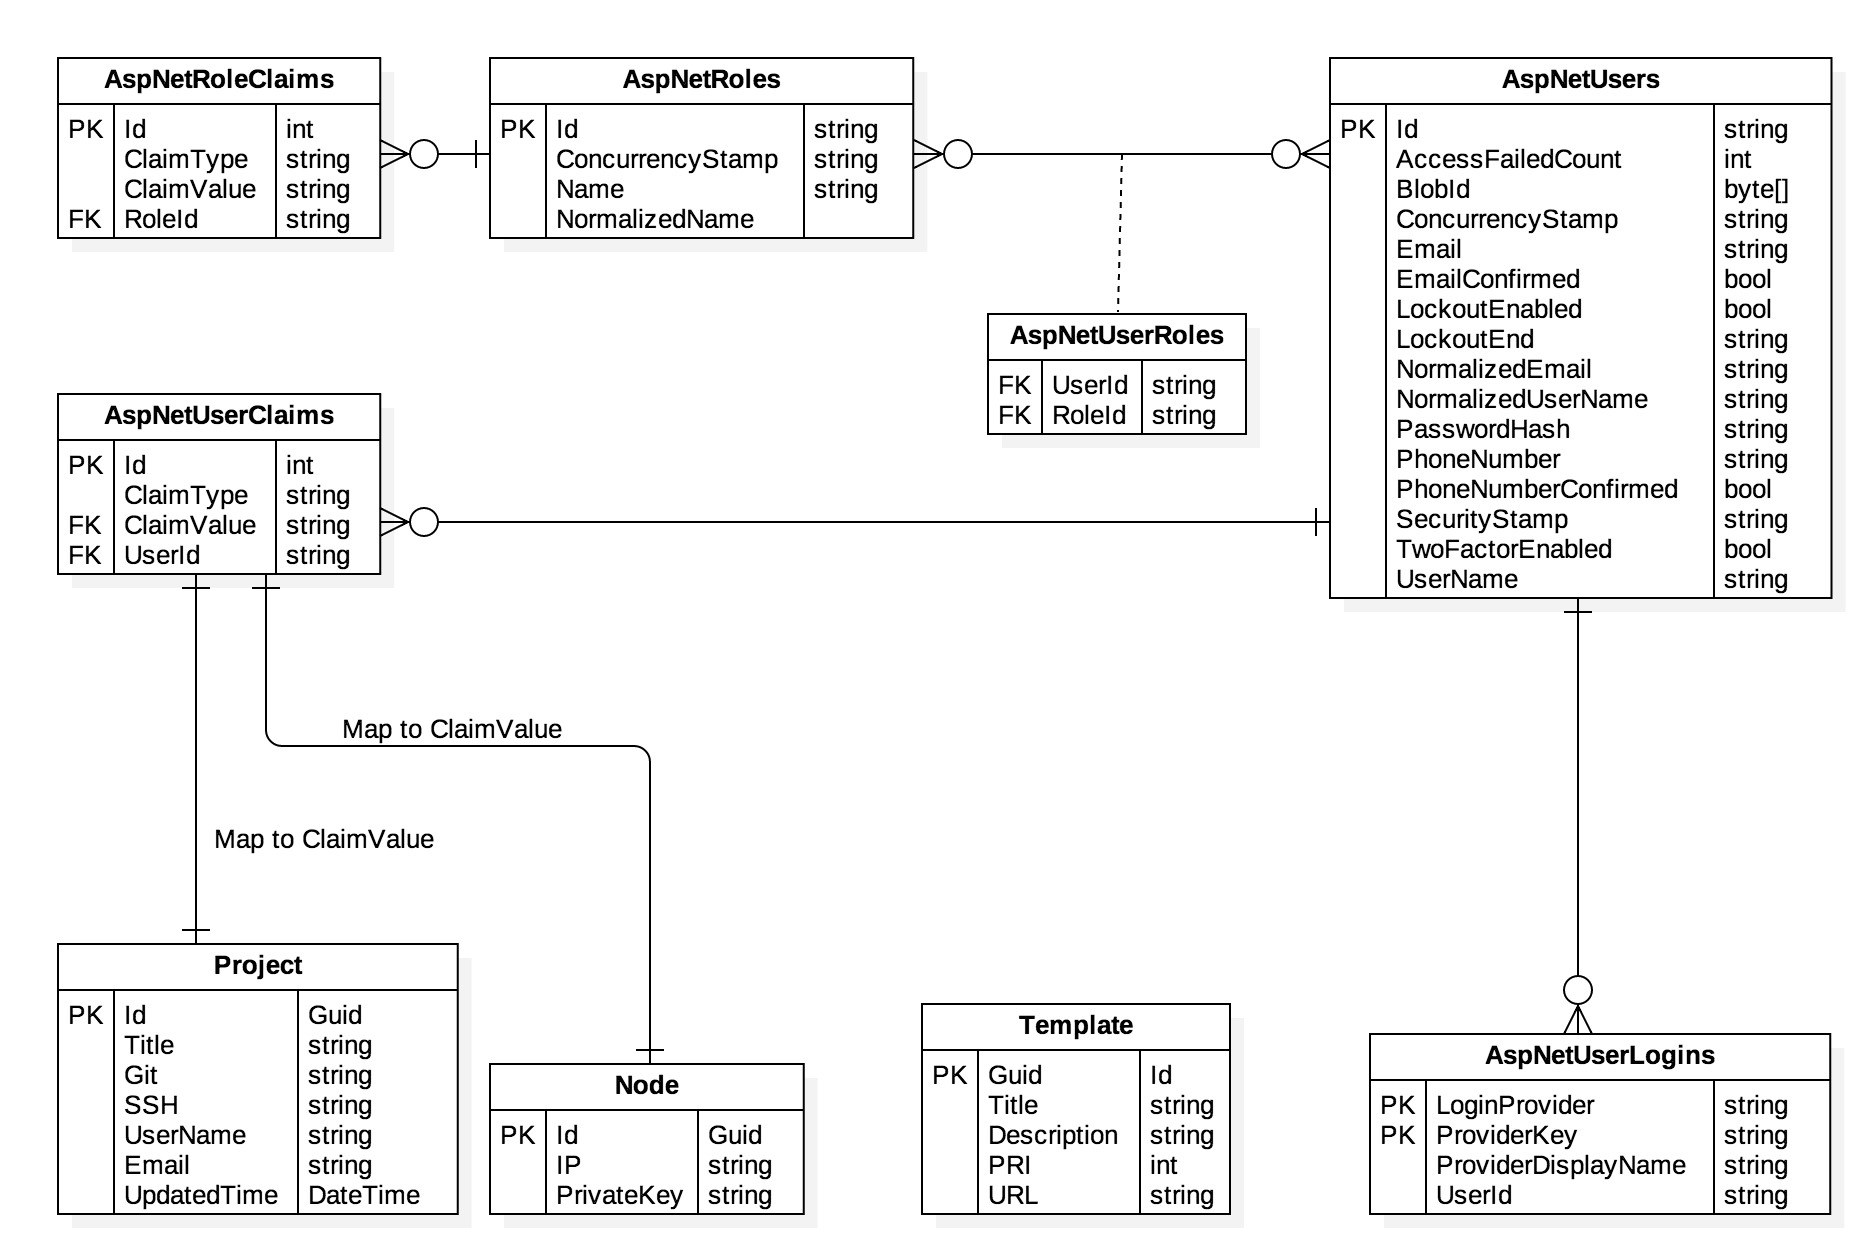 AspNetRoleClaims
PK Id int
ClaimType string
ClaimValue string
FK RoleId string
AspNetRoles
PK Id string
ConcurrencyStamp string
Name string
NormalizedName
AspNetUsers
PK Id string
AccessFailedCount int
BlobId byte[]
ConcurrencyStamp string
Email string
EmailConfirmed bool
LockoutEnabled bool
LockoutEnd string
NormalizedEmail string
NormalizedUserName string
PasswordHash string
PhoneNumber string
PhoneNumberConfirmed bool
SecurityStamp string
TwoFactorEnabled bool
UserName string
AspNetUserRoles
FK UserId string
FK RoleId string
AspNetUserClaims
PK Id int
ClaimType string
FK ClaimValue string
FK UserId string
Map to ClaimValue
Map to ClaimValue
Project
PK Id Guid
Title string
Git string
SSH string
UserName string
Email string
UpdatedTime DateTime
Node
PK Id Guid
IP string
PrivateKey string
Template
PK Guid Id
Title string
Description string
PRI int
URL string
AspNetUserLogins
PK LoginProvider string
PK ProviderKey string
ProviderDisplayName string
UserId string